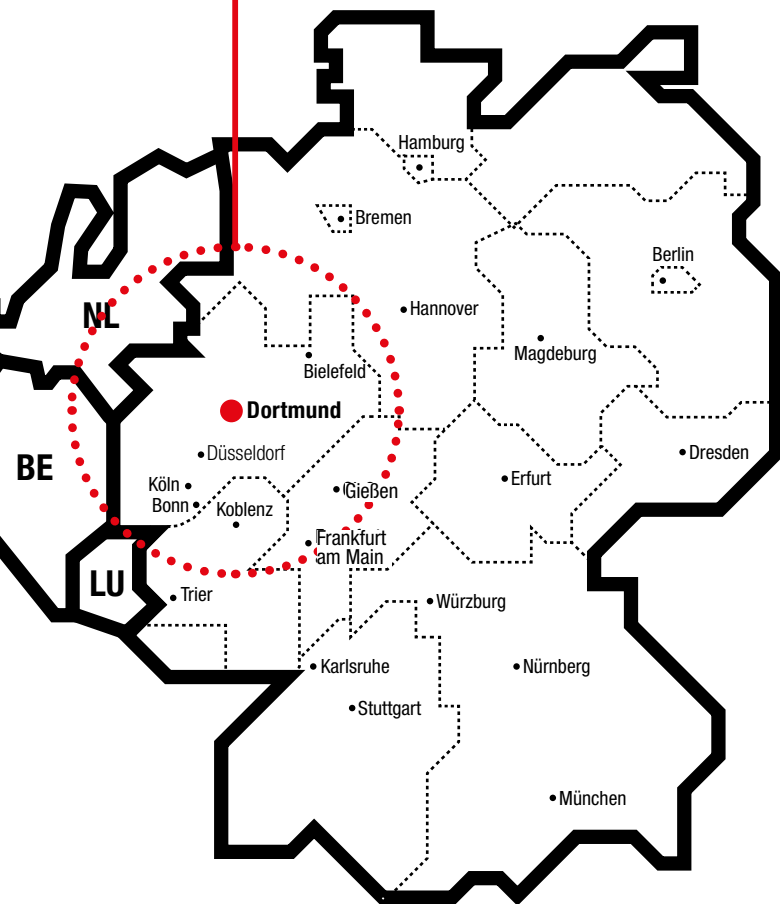 Hamburg
Bremen
Berlin
NL
Hannover
Magdeburg
Bielefeld
Dortmund
BE
Düsseldorf
Dresden
Köln
Erfurt
Bonn
Gießen
Koblenz
Frankfurt
am Main
LU
Trier
Würzburg
Karlsruhe
Nürnberg
Stuttgart
München